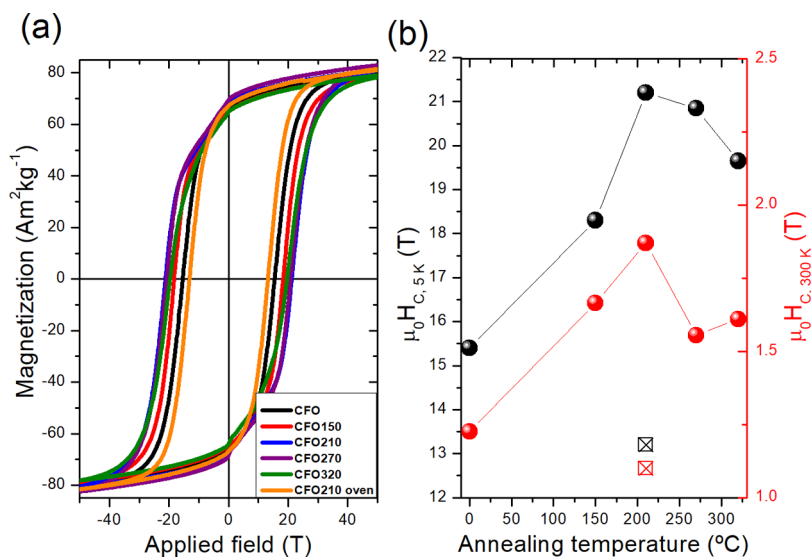 (a)
80
60
40
20
0
-20
-40
-60
-80
Magnetization (Am²kg⁻¹)
-40 -20 0 20 40
Applied field (T)
CFO
CFO150
CFO210
CFO270
CFO320
CFO210 oven
(b)
22
21
20
19
18
17
16
15
14
13
12
μ₀H_C, 5 K (T)
2.5
2.0
1.5
1.0
μ₀H_C, 300 K (T)
0 50 100 150 200 250 300
Annealing temperature (ºC)